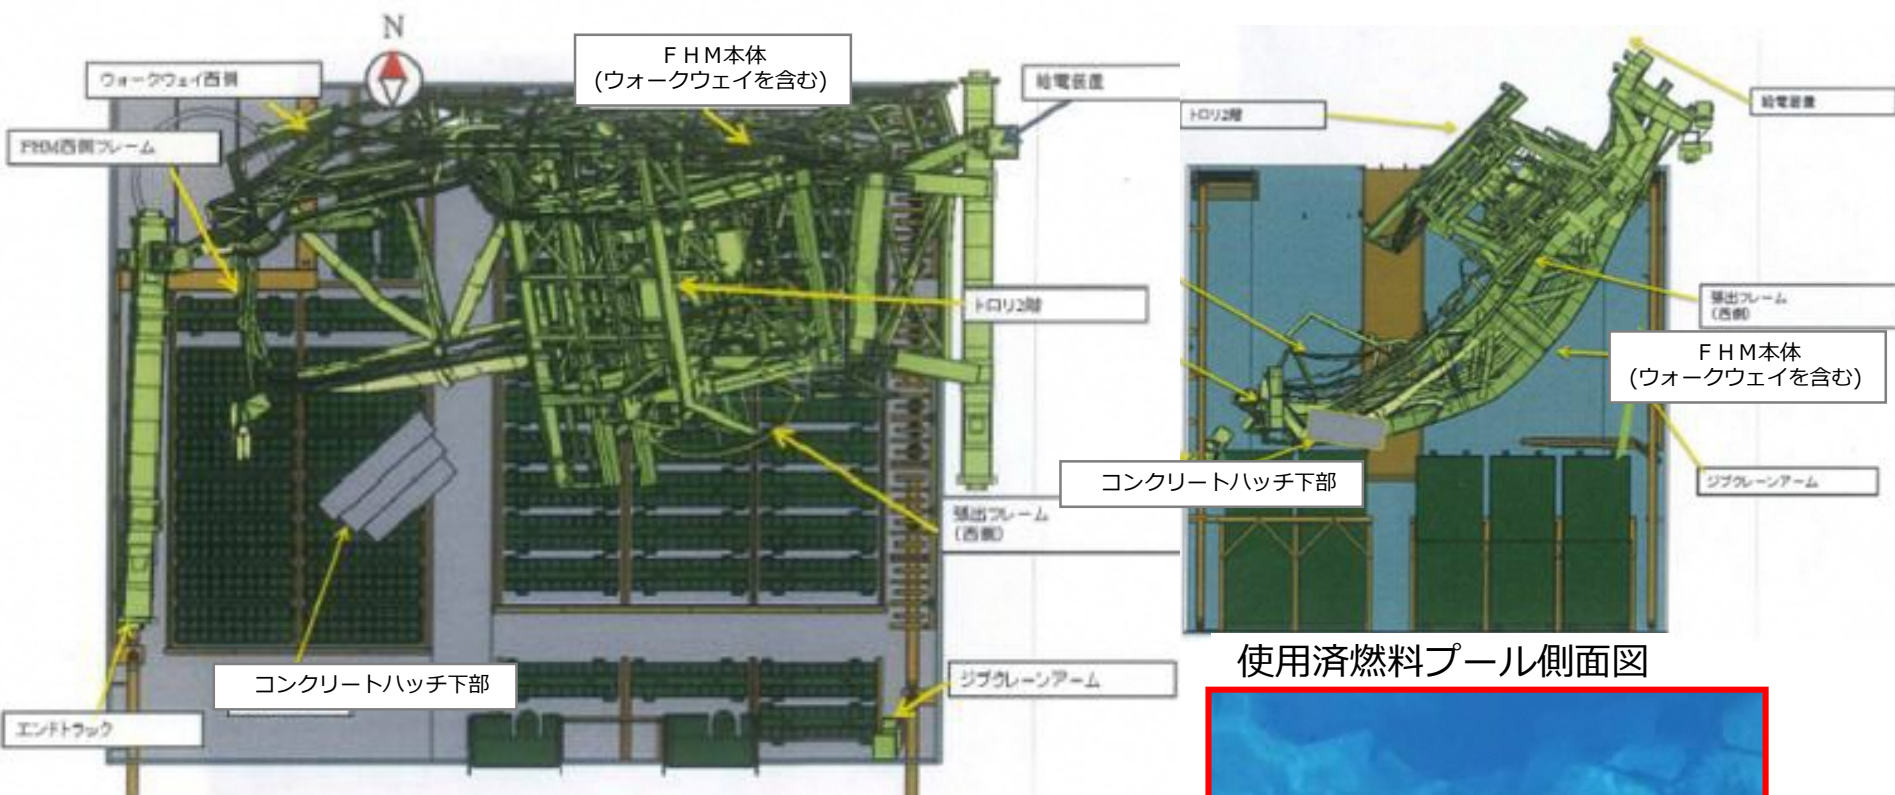 N
ウォークウェイ西側
ＦＨＭ本体
(ウォークウェイを含む)
給電装置
FHM西側フレーム
トロリ2階
張出フレーム
（西側）
コンクリートハッチ下部
ジブクレーンアーム
エンドトラック
トロリ2階
給電装置
張出フレーム
（西側）
ＦＨＭ本体
(ウォークウェイを含む)
コンクリートハッチ下部
ジブクレーンアーム
使用済燃料プール側面図